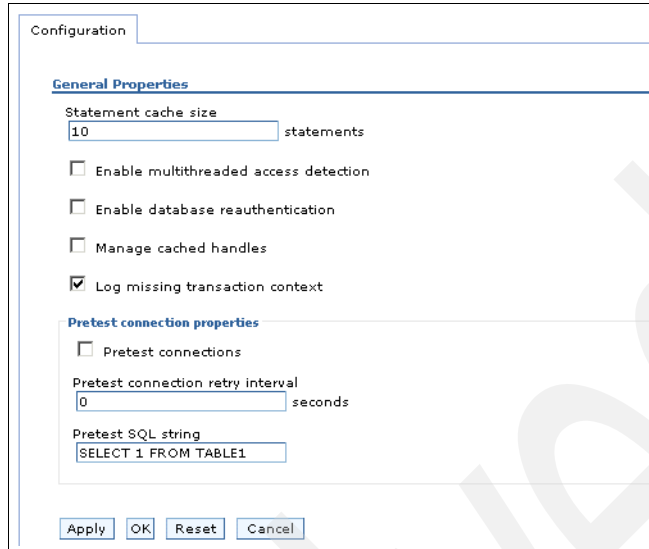 Configuration
General Properties
Statement cache size
10 statements
Enable multithreaded access detection
Enable database reauthentication
Manage cached handles
Log missing transaction context
Pretest connection properties
Pretest connections
Pretest connection retry interval
0 seconds
Pretest SQL string
SELECT 1 FROM TABLE1
Apply OK Reset Cancel